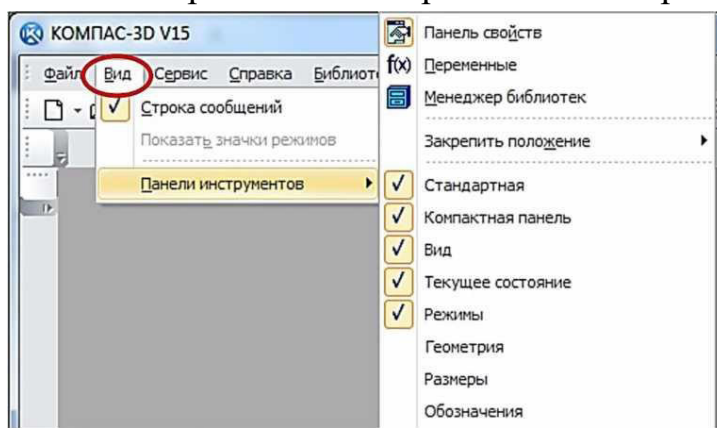 КОМПАС-3D V15
Файл Вид Сервис Справка
Строка сообщений
Показать значки режимов
Панели инструментов
Панель свойств
f(x) Переменные
Менеджер библиотек
Закрепить положение
Стандартная
Компактная панель
Вид
Текущее состояние
Режимы
Геометрия
Размеры
Обозначения